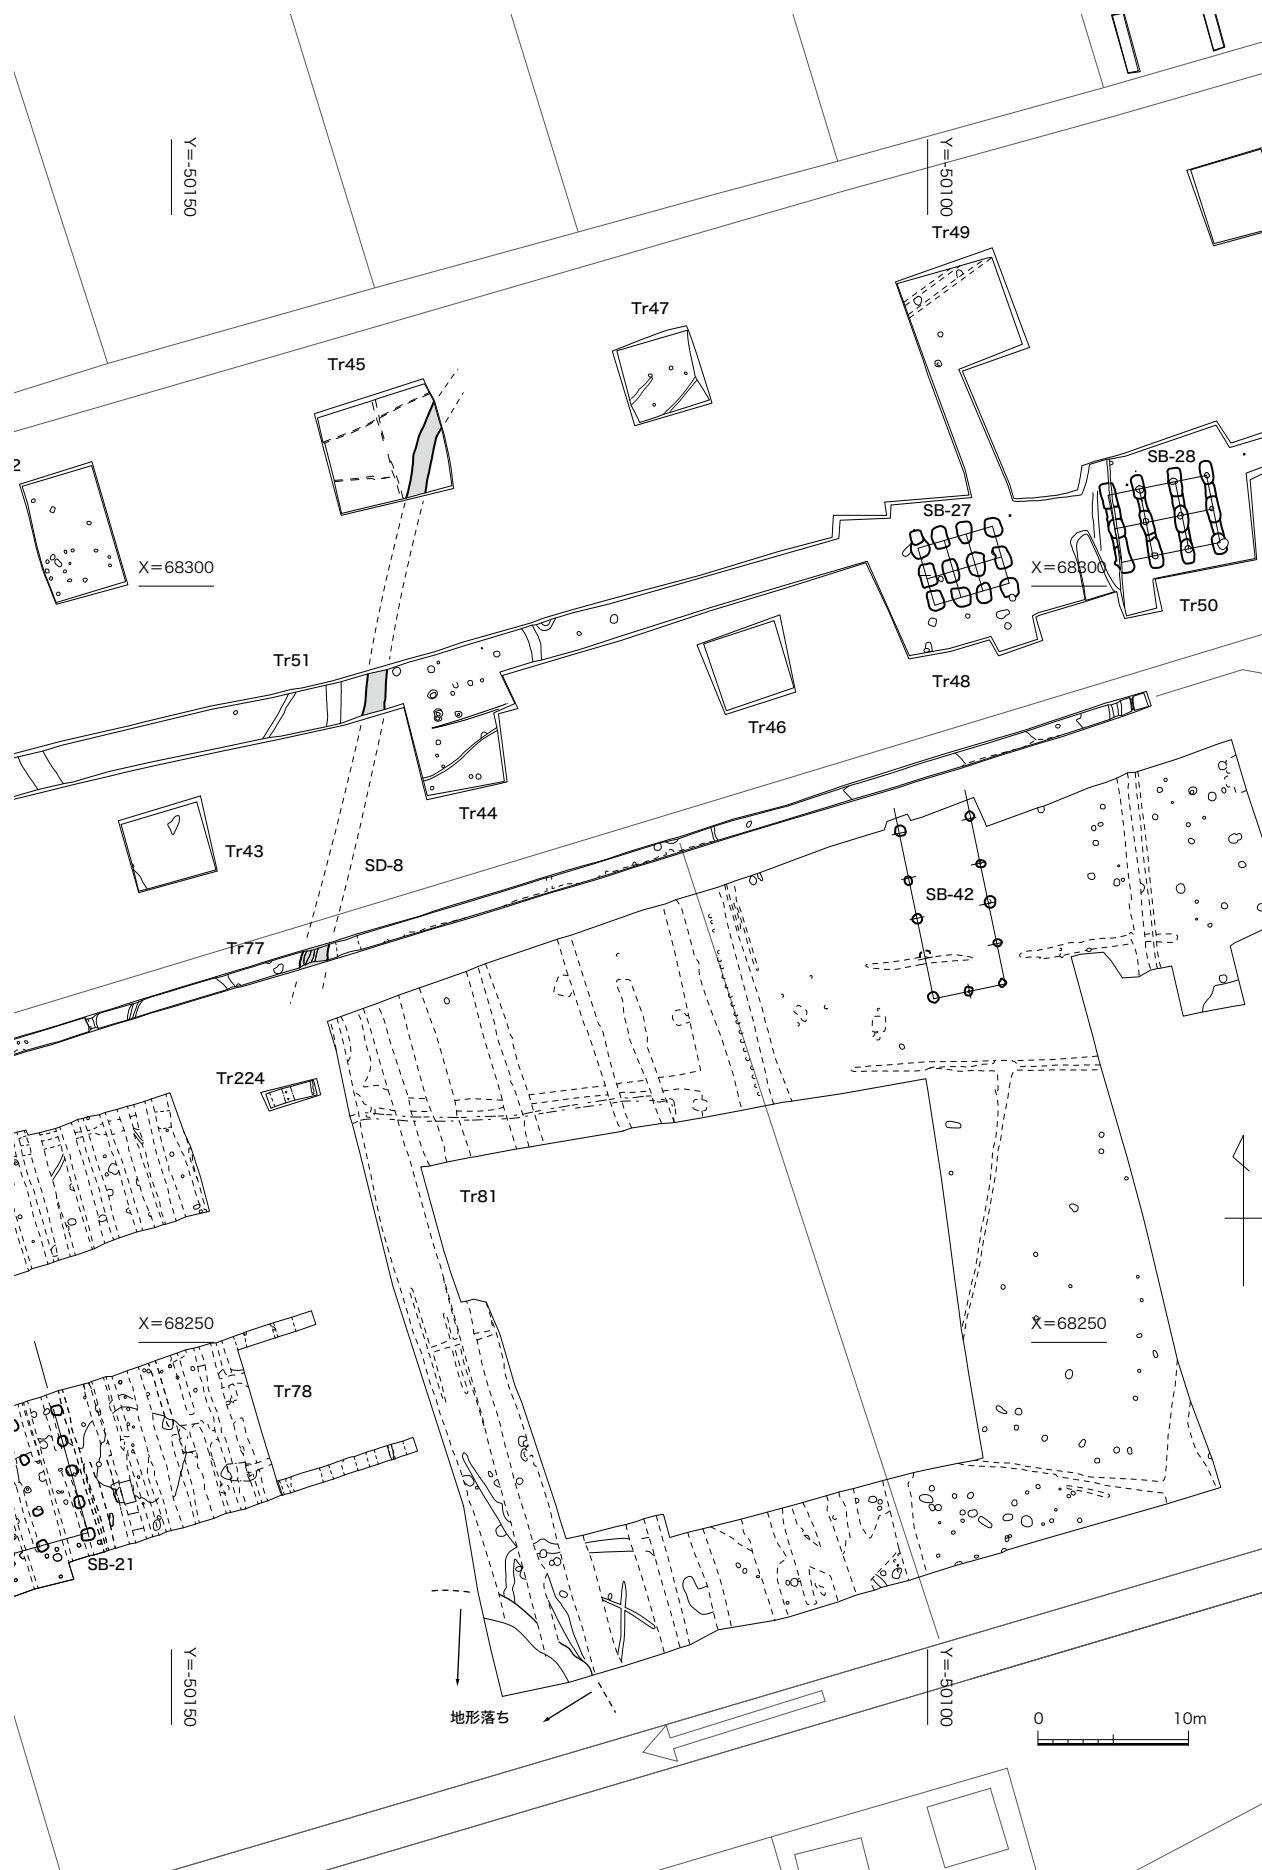 Y=-50150
Y=-50100
Tr49
Tr47
Tr45
SB-28
2
SB-27
X=68300
X=68300
Tr50
Tr51
Tr48
Tr46
Tr44
Tr43
SD-8
SB-42
Tr77
Tr224
Tr81
X=68250
X=68250
Tr78
SB-21
Y=-50150
Y=-50100
地形落ち
0 10m